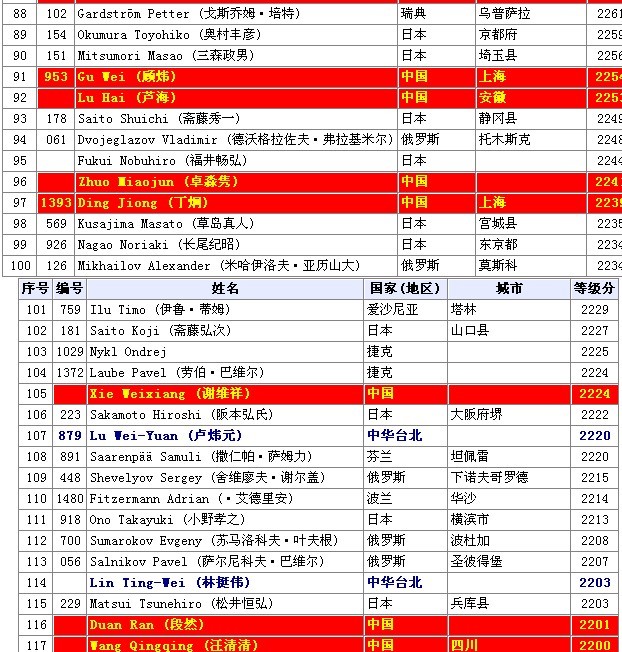 88 102 Gardström Petter (戈斯乔姆·培特) 瑞典 乌普萨拉 2261
89 154 Okumura Toyohiko (奥村丰彦) 日本 京都府 2259
90 151 Mitsumori Masao (三森政男) 日本 埼玉县 2256
91 953 Gu Wei (顾炜) 中国 上海 2254
92 Lu Hai (芦海) 中国 安徽 2253
93 178 Saito Shuichi (斋藤秀一) 日本 静冈县 2249
94 061 Dvojeglazov Vladimir (德沃格拉佐夫·弗拉基米尔) 俄罗斯 托木斯克 2249
95 Fukui Nobuhiro (福井畅弘) 日本 2244
96 Zhuo Miaojun (卓淼隽) 中国 2241
97 1393 Ding Jiong (丁炯) 中国 上海 2239
98 569 Kusajima Masato (草岛真人) 日本 宫城县 2235
99 926 Nagao Noriaki (长尾纪昭) 日本 东京都 2234
100 126 Mikhailov Alexander (米哈伊洛夫·亚历山大) 俄罗斯 莫斯科 2234
序号 编号 姓名 国家(地区) 城市 等级分
101 759 Ilu Timo (伊鲁·蒂姆) 爱沙尼亚 塔林 2229
102 181 Saito Koji (斋藤弘次) 日本 山口县 2227
103 1029 Nykl Ondrej 捷克 2225
104 1372 Laube Pavel (劳伯·巴维尔) 捷克 2224
105 Xie Weixiang (谢维祥) 中国 2224
106 223 Sakamoto Hiroshi (阪本弘氏) 日本 大阪府堺 2222
107 879 Lu Wei-Yuan (卢炜元) 中华台北 2220
108 891 Saarenpää Samuli (撒仁帕·萨姆力) 芬兰 坦佩雷 2220
109 448 Shevelyov Sergey (舍维廖夫·谢尔盖) 俄罗斯 下诺夫哥罗德 2215
110 1480 Fitzermann Adrian (·艾德里安) 波兰 华沙 2214
111 918 Ono Takayuki (小野孝之) 日本 横滨市 2213
112 700 Sumarokov Evgeny (苏马洛科夫·叶夫根) 俄罗斯 波杜加 2208
113 056 Salnikov Pavel (萨尔尼科夫·巴维尔) 俄罗斯 圣彼得堡 2207
114 Lin Ting-Wei (林挺伟) 中华台北 2203
115 229 Matsui Tsunehiro (松井恒弘) 日本 兵库县 2203
116 Duan Ran (段然) 中国 2201
117 Wang Qingqing (汪清清) 中国 四川 2200